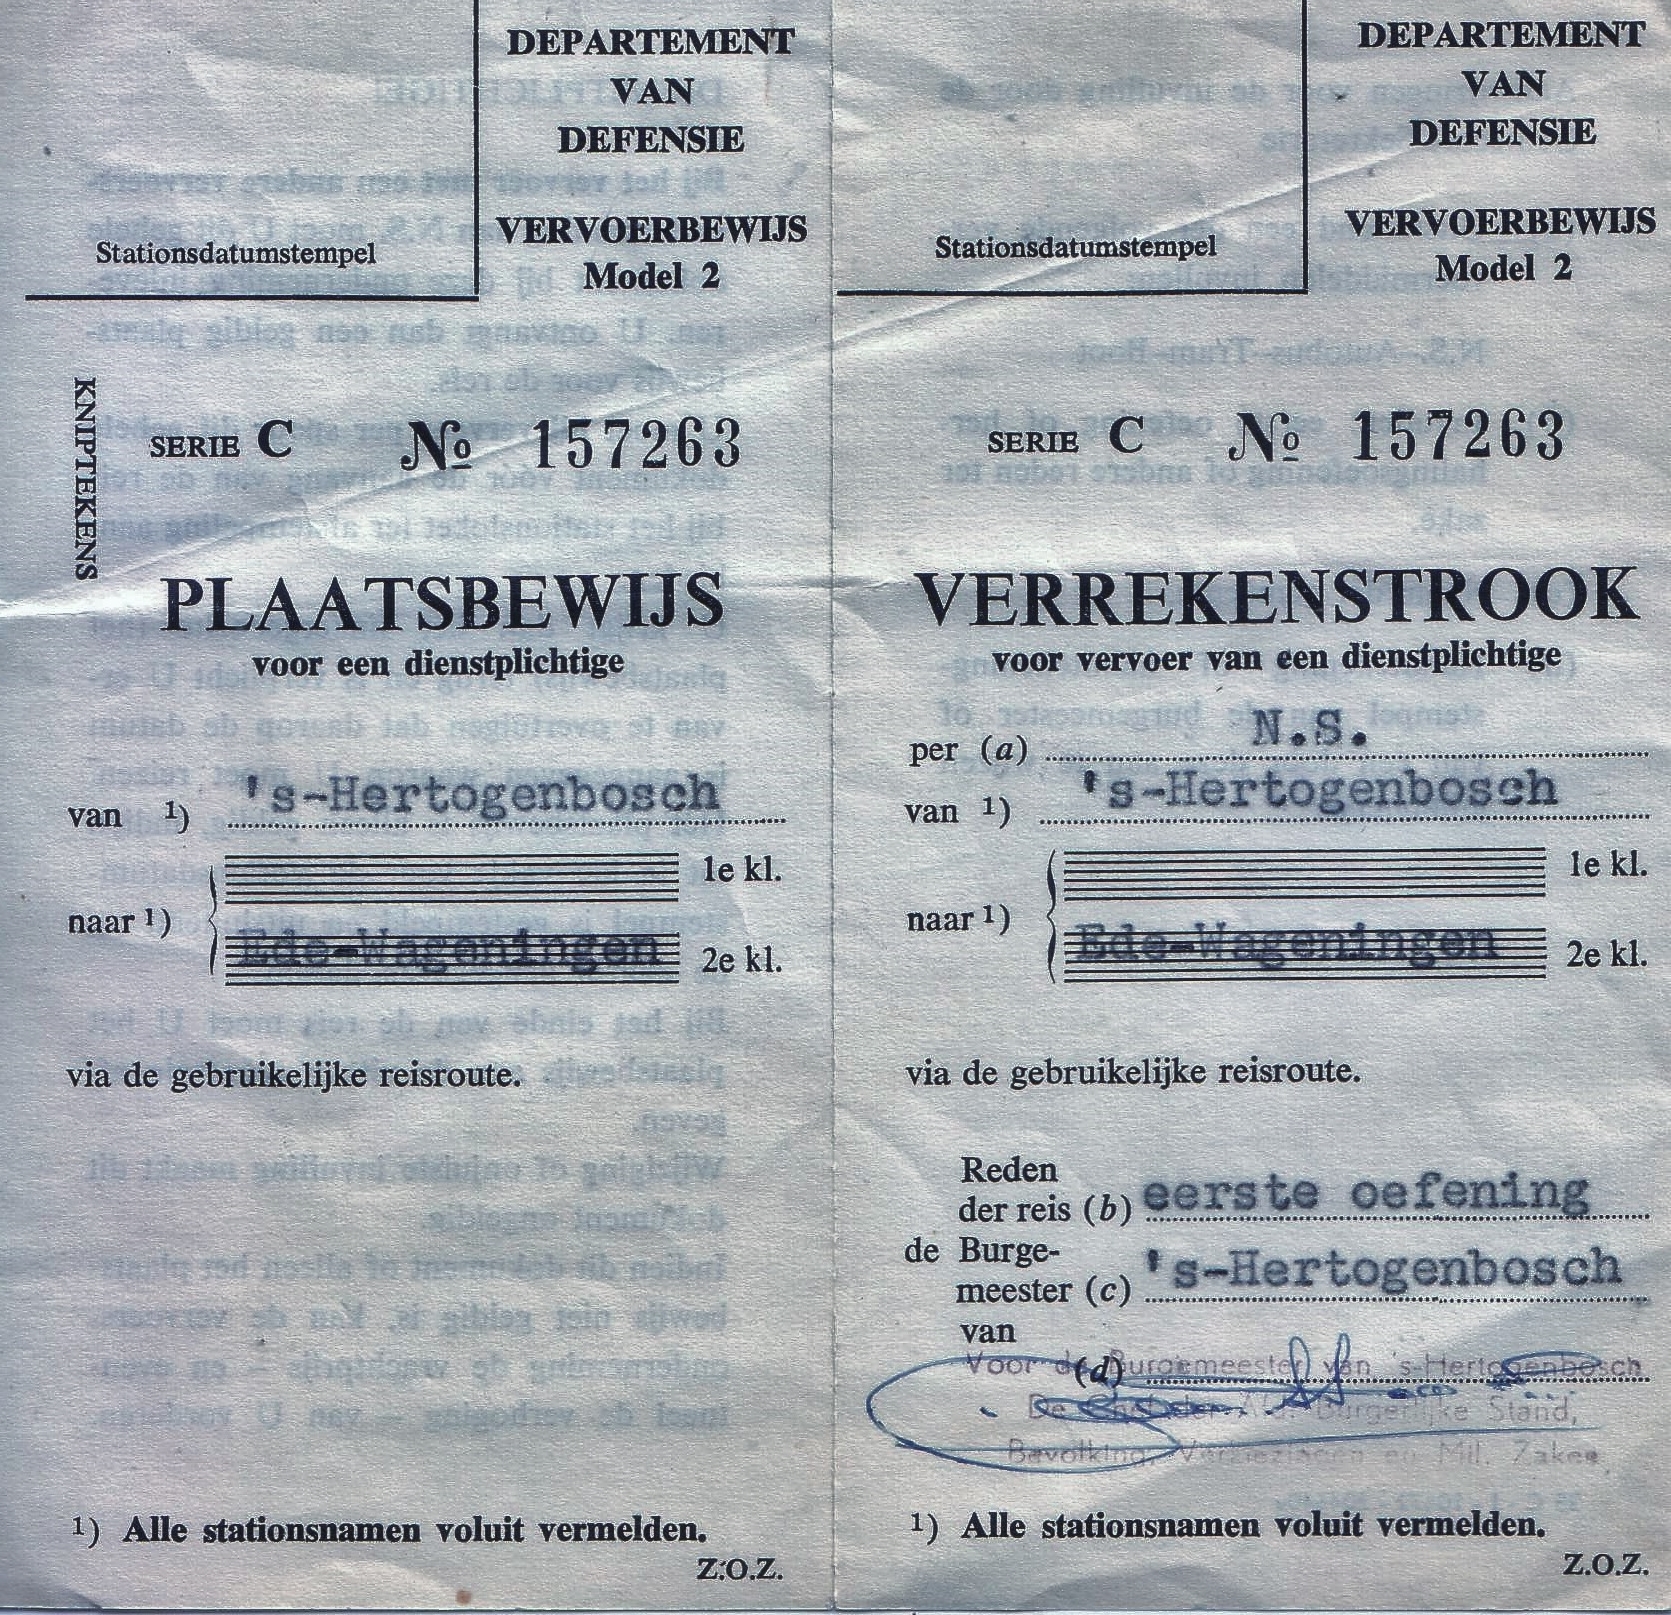 DEPARTEMENT
VAN
DEFENSIE
VERVOERBEWIJS
Model 2
Stationsdatumstempel
KNIPTEKENS
SERIE C No 157263
PLAATSBEWIJS
voor een dienstplichtige
van 1) 's-Hertogenbosch
1e kl.
naar 1)
Ede-Wageningen 2e kl.
via de gebruikelijke reisroute.
1) Alle stationsnamen voluit vermelden.
Z.O.Z.
DEPARTEMENT
VAN
DEFENSIE
VERVOERBEWIJS
Model 2
Stationsdatumstempel
SERIE C No 157263
VERREKENSTROOK
voor vervoer van een dienstplichtige
per (a) N.S.
van 1) 's-Hertogenbosch
1e kl.
naar 1)
Ede-Wageningen 2e kl.
via de gebruikelijke reisroute.
Reden
der reis (b) eerste oefening
de Burge-
meester (c) 's-Hertogenbosch
van
(d)
Voor de Burgemeester van 's-Hertogenbosch
De Burgerlijke Stand,
Bevolking, en Mil. Zaken,
1) Alle stationsnamen voluit vermelden.
Z.O.Z.